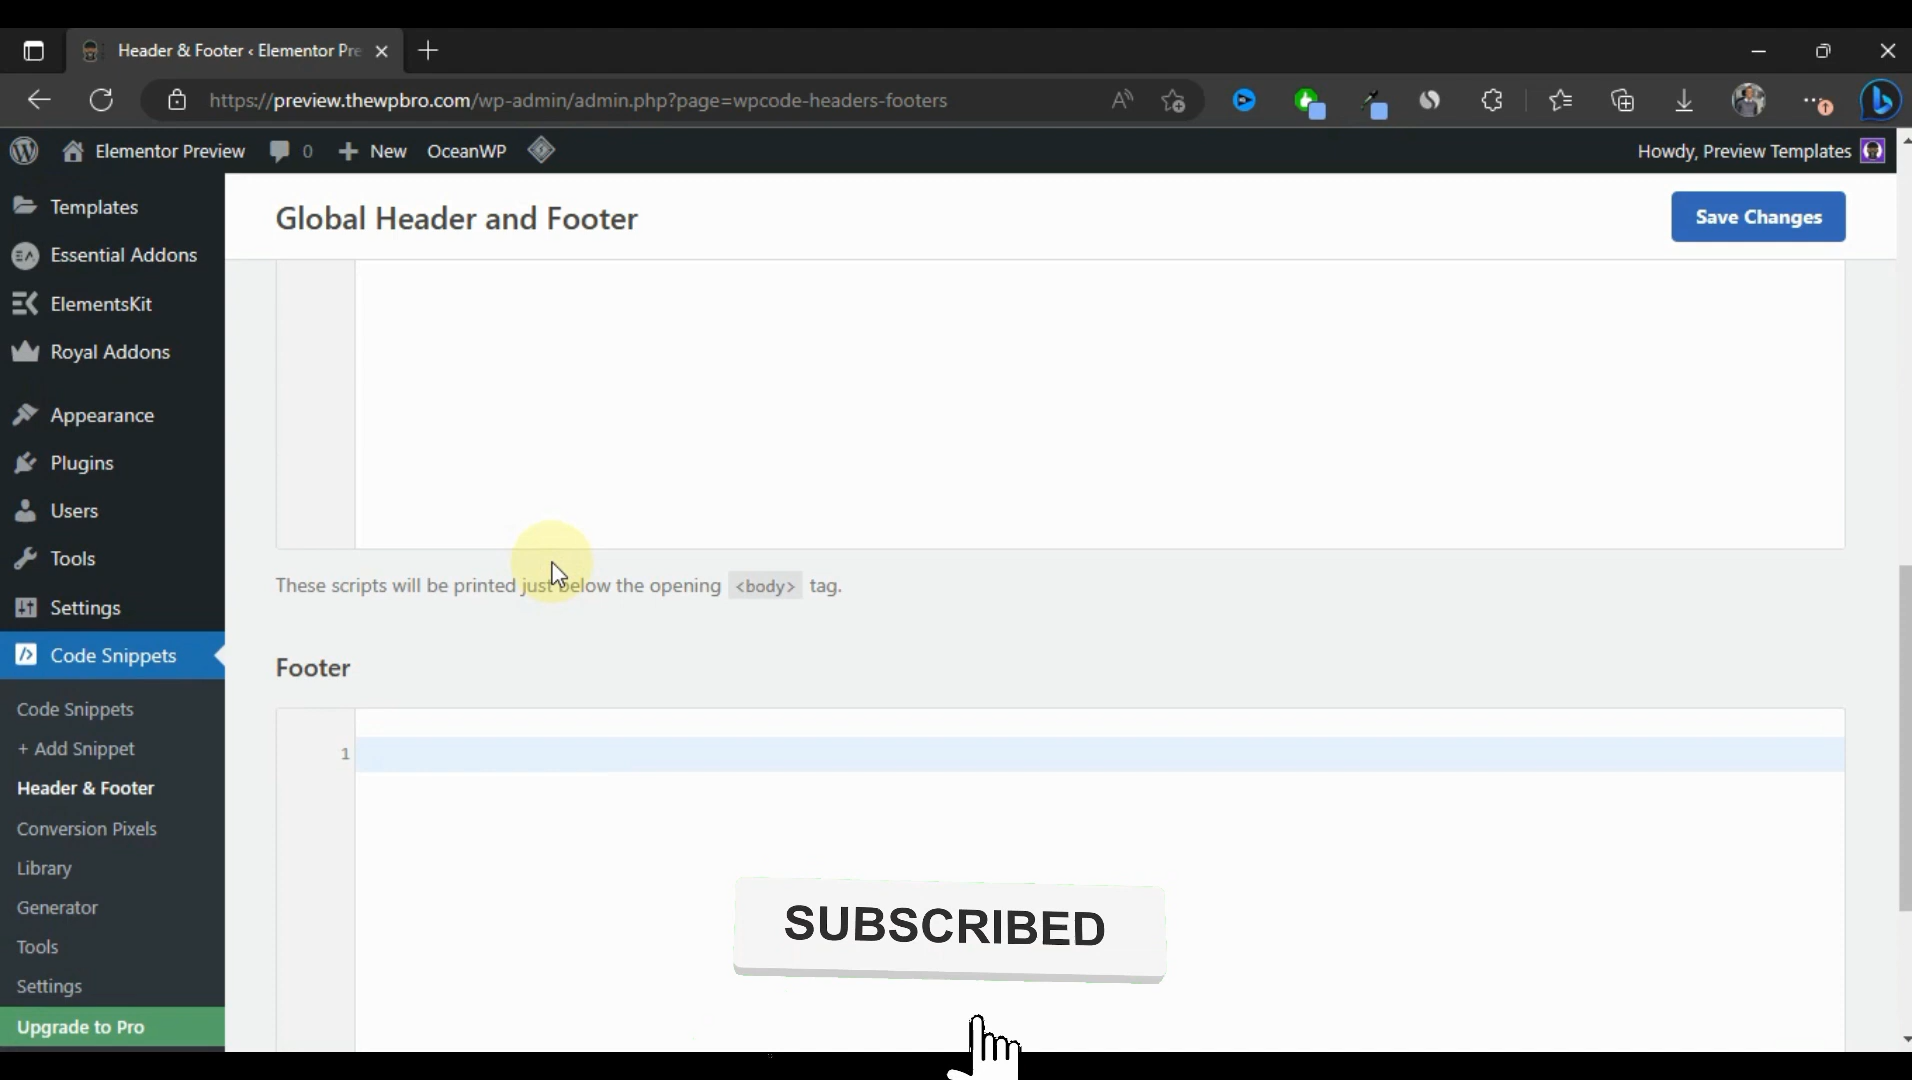 Header & Footer ‹ Elementor Pre
https://preview.thewpbro.com/wp-admin/admin.php?page=wpcode-headers-footers
Elementor Preview
0
New
OceanWP
Howdy, Preview Templates
Templates
Essential Addons
ElementsKit
Royal Addons
Appearance
Plugins
Users
Tools
Settings
Code Snippets
Code Snippets
+ Add Snippet
Header & Footer
Conversion Pixels
Library
Generator
Tools
Settings
Upgrade to Pro
Global Header and Footer
Save Changes
These scripts will be printed just below the opening <body> tag.
Footer
1
SUBSCRIBED